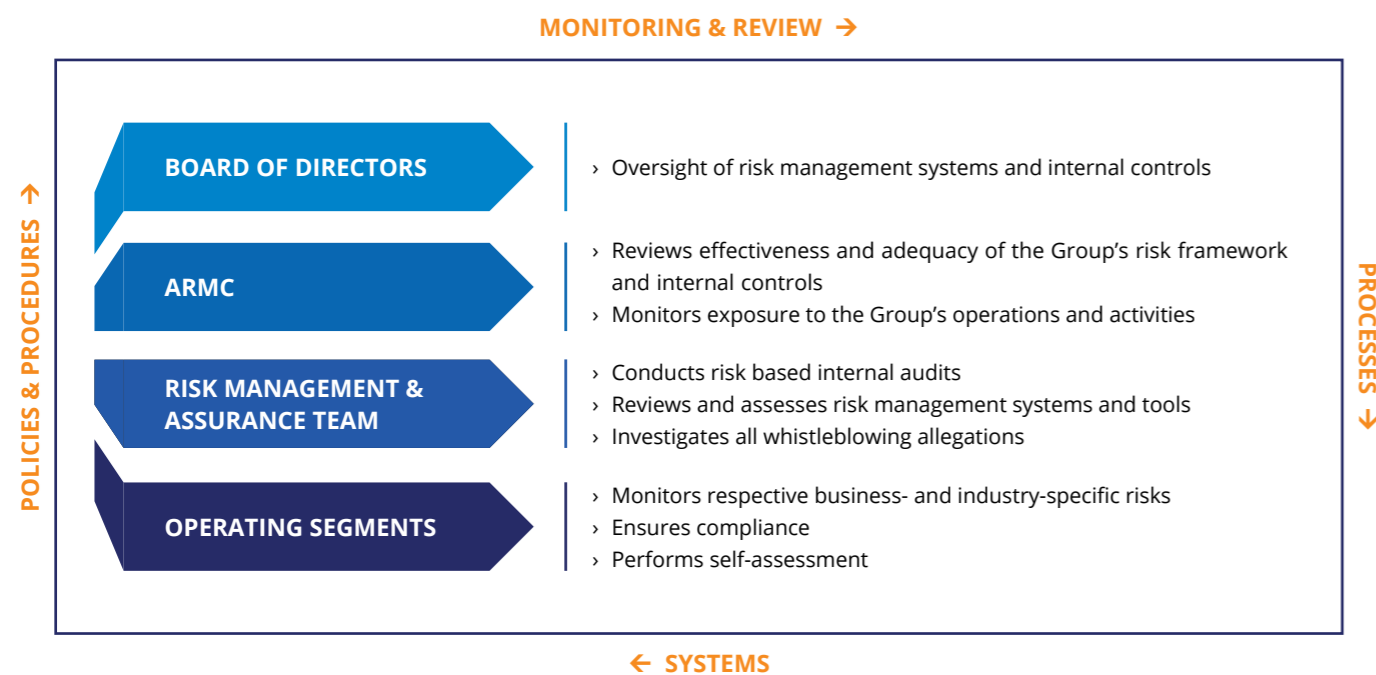 MONITORING & REVIEW →
POLICIES & PROCEDURES →
BOARD OF DIRECTORS
› Oversight of risk management systems and internal controls
ARMC
› Reviews effectiveness and adequacy of the Group’s risk framework
and internal controls
› Monitors exposure to the Group’s operations and activities
RISK MANAGEMENT &
ASSURANCE TEAM
› Conducts risk based internal audits
› Reviews and assesses risk management systems and tools
› Investigates all whistleblowing allegations
OPERATING SEGMENTS
› Monitors respective business- and industry-specific risks
› Ensures compliance
› Performs self-assessment
PROCESSES →
← SYSTEMS